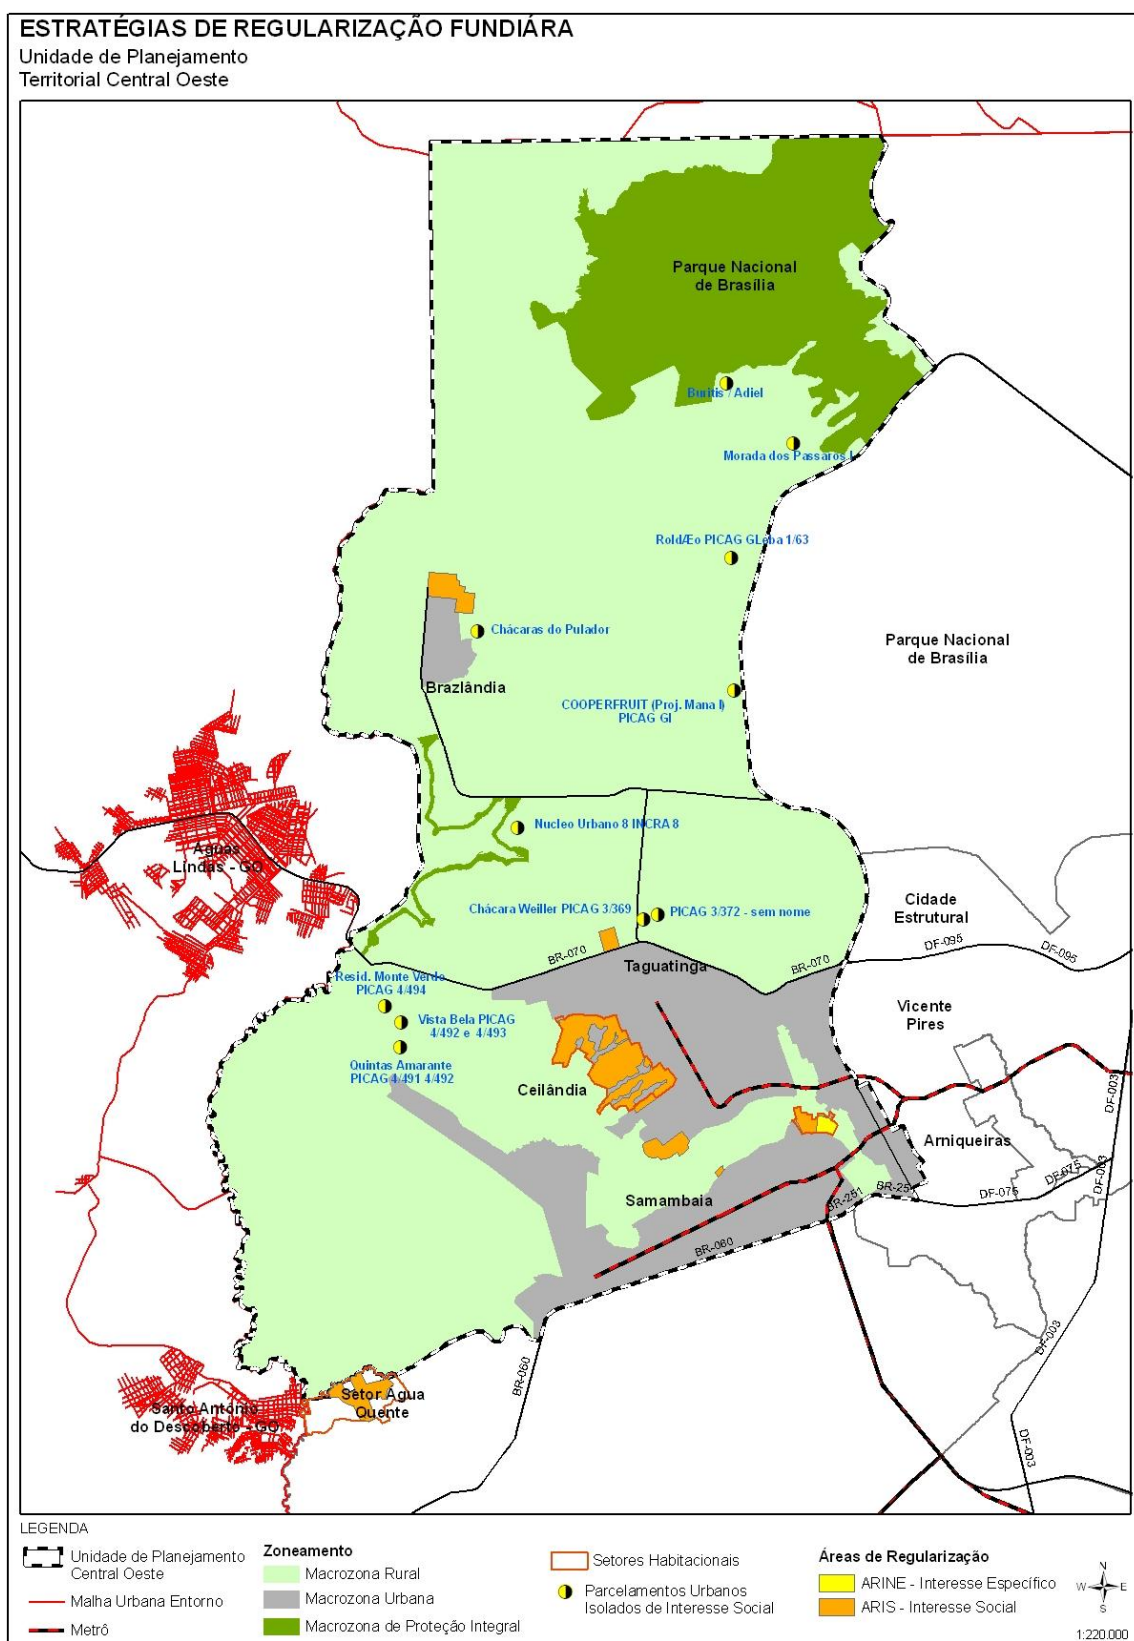 ESTRATÉGIAS DE REGULARIZAÇÃO FUNDIÁRA
Unidade de Planejamento
Territorial Central Oeste
Parque Nacional
de Brasília
Buritis / Adiel
Morada dos Passaros I
Rold/Eo PICAG GLeba 1/63
Chácaras do Pulador
Parque Nacional
de Brasília
Brazlândia
COOPERFRUIT (Proj. Mana I)
PICAG GI
Nucleo Urbano 8 INCRA 8
Aguas
Lindas - GO
Cidade
Estrutural
Chácara Weiller PICAG 3/369
PICAG 3/372 - sem nome
DF-095
DF-095
BR-070
Taguatinga
BR-070
Resid. Monte Verde
PICAG 4/494
Vicente
Pires
Vista Bela PICAG
4/492 e 4/493
Quintas Amarante
PICAG 4/491 4/492
Ceilândia
DF-003
Arniqueiras
DF-075
DF-003
Samambaia
BR-251
BR-251
DF-075
BR-060
DF-003
BR-060
Setor Agua
Quente
Santo Antônio
do Descoberto - GO
DF-003
LEGENDA
Unidade de Planejamento
Central Oeste
Malha Urbana Entorno
Metrô
Zoneamento
Macrozona Rural
Macrozona Urbana
Macrozona de Proteção Integral
Setores Habitacionais
Parcelamentos Urbanos
Isolados de Interesse Social
Áreas de Regularização
ARINE - Interesse Específico
ARIS - Interesse Social
N
W E
S
1:220.000